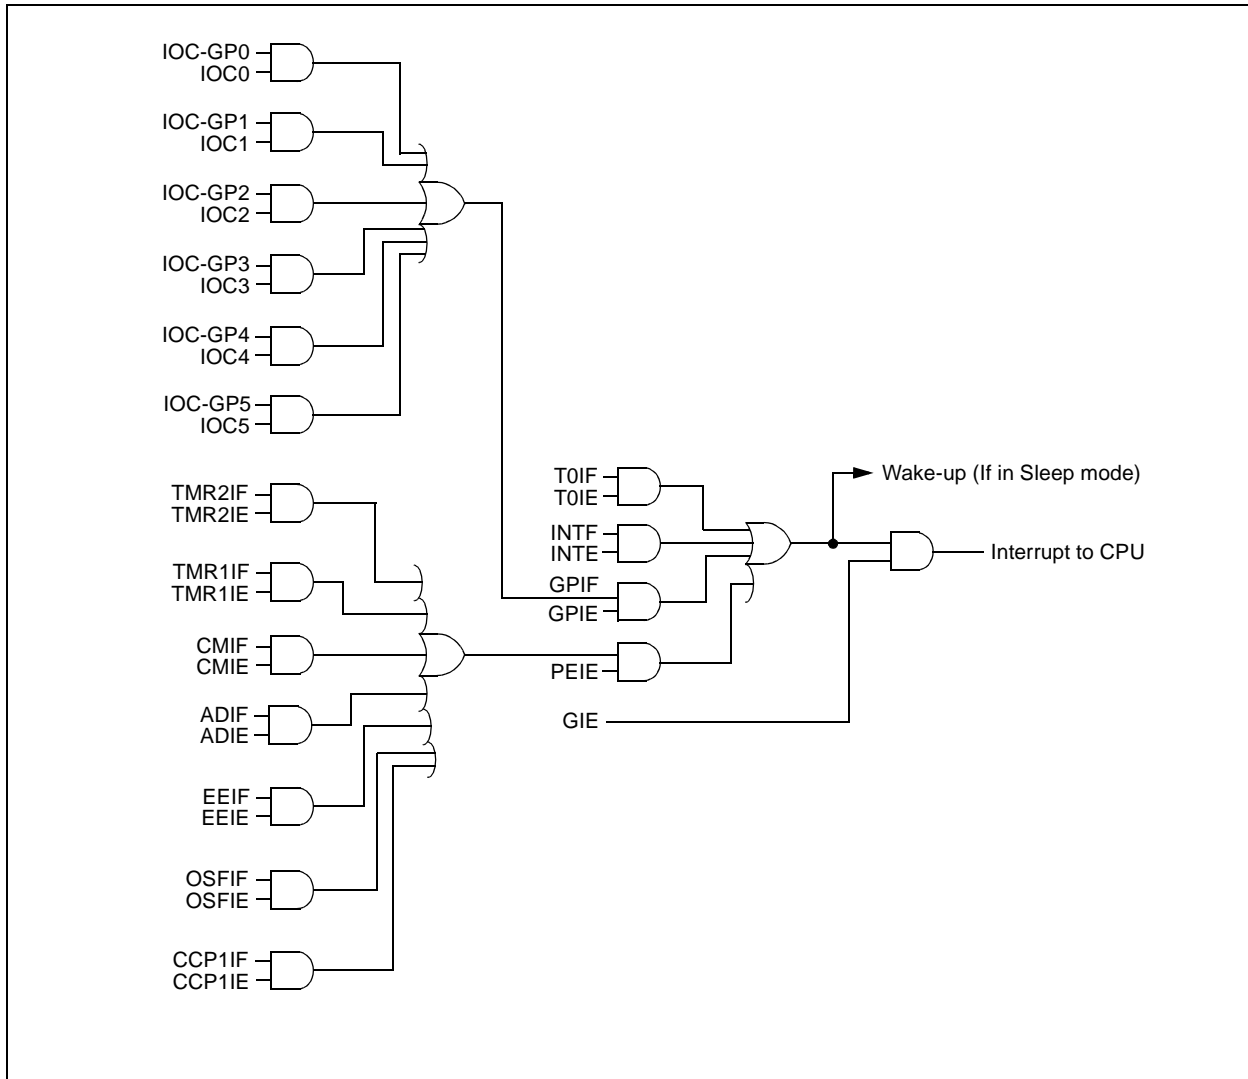 IOC-GP0
IOC0
IOC-GP1
IOC1
IOC-GP2
IOC2
IOC-GP3
IOC3
IOC-GP4
IOC4
IOC-GP5
IOC5
TMR2IF
TMR2IE
TMR1IF
TMR1IE
CMIF
CMIE
ADIF
ADIE
EEIF
EEIE
OSFIF
OSFIE
CCP1IF
CCP1IE
T0IF
T0IE
INTF
INTE
GPIF
GPIE
PEIE
GIE
Wake-up (If in Sleep mode)
Interrupt to CPU